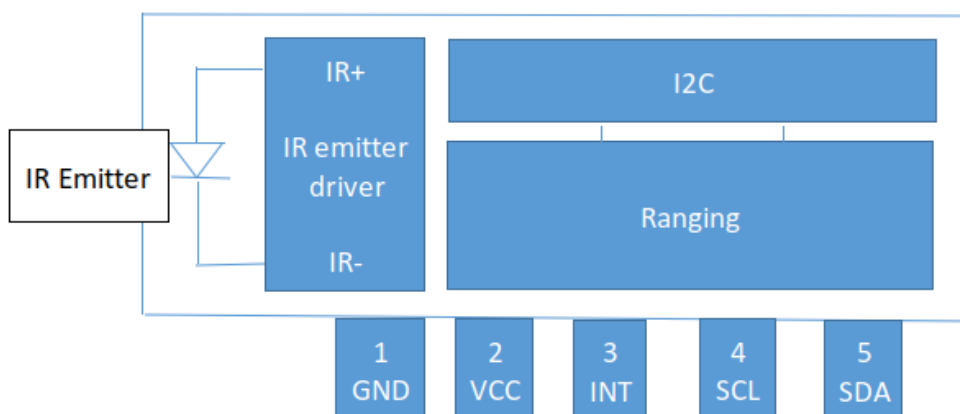 IR+
I2C
IR Emitter
IR emitter
driver
Ranging
IR-
1
GND
2
VCC
3
INT
4
SCL
5
SDA